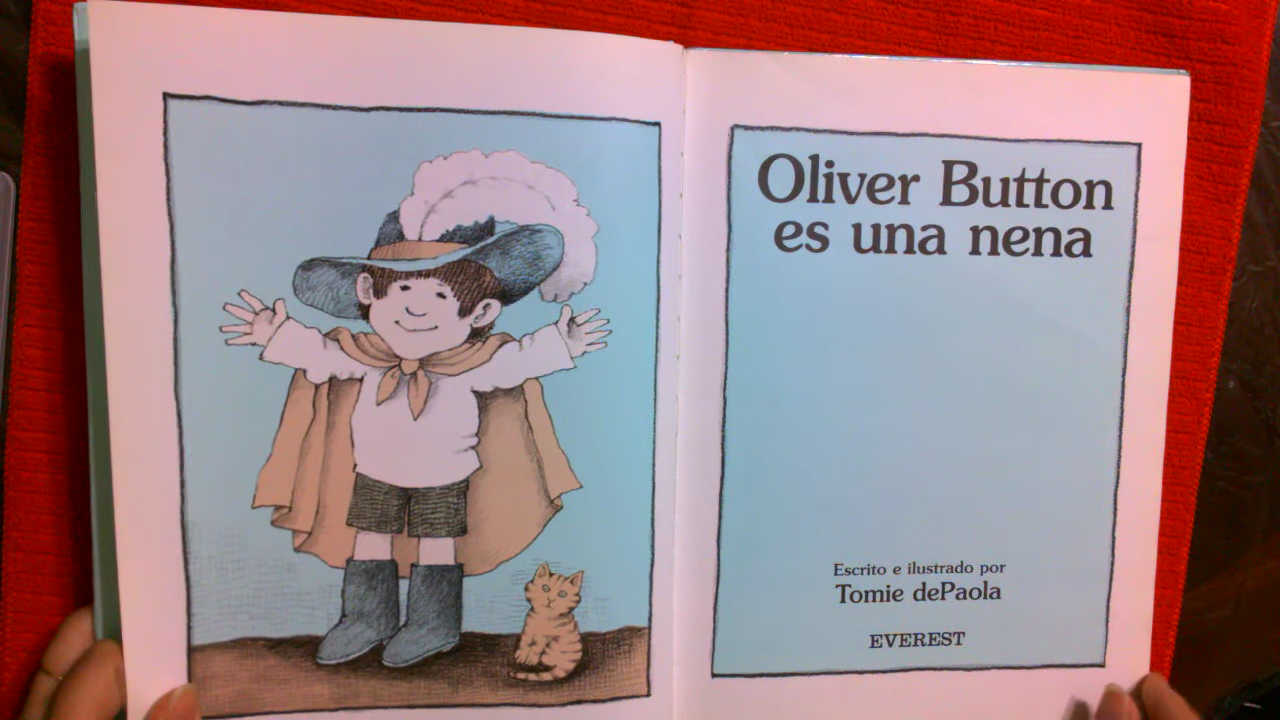 Oliver Button
es una nena
Escrito e ilustrado por
Tomie dePaola
EVEREST